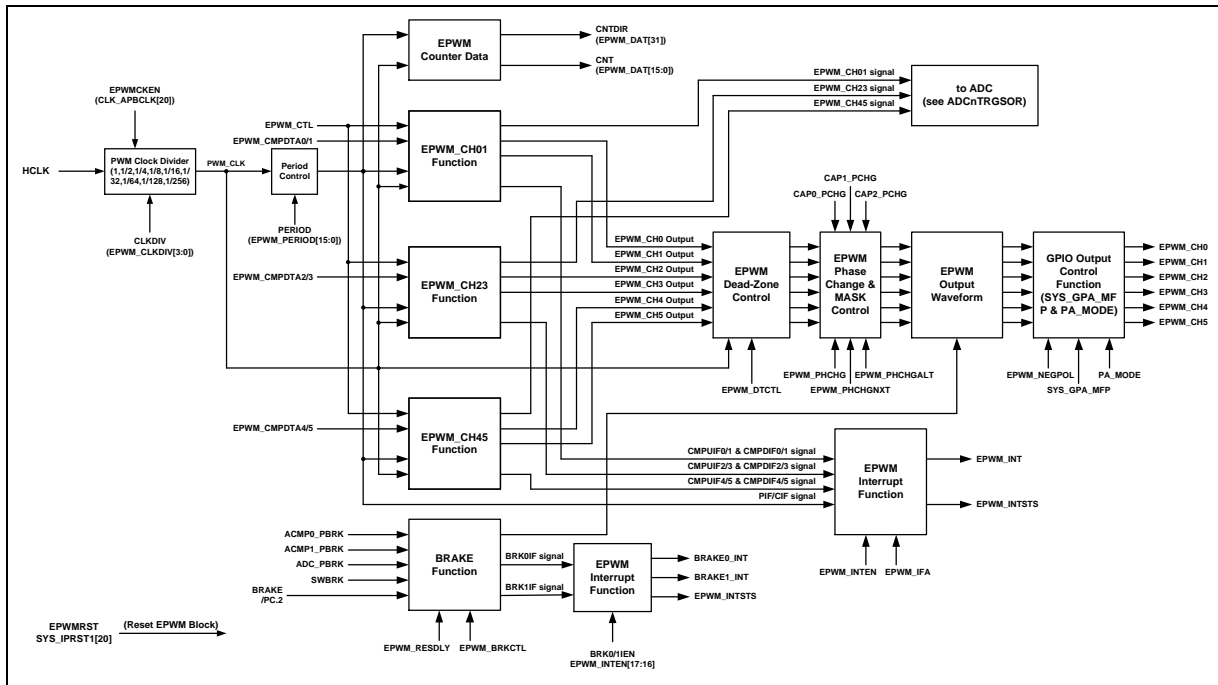 EPWM
Counter Data
CNTDIR
(EPWM_DAT[31])
CNT
(EPWM_DAT[15:0])
EPWMCKEN
(CLK_APBCLK[20])
HCLK
PWM Clock Divider
(1,1/2,1/4,1/8,1/16,1/
32,1/64,1/128,1/256)
PWM_CLK
CLKDIV
(EPWM_CLKDIV[3:0])
Period
Control
PERIOD
(EPWM_PERIOD[15:0])
EPWM_CTL
EPWM_CMPDTA0/1
EPWM_CH01
Function
EPWM_CH01 signal
EPWM_CH23 signal
EPWM_CH45 signal
to ADC
(see ADCnTRGSOR)
EPWM_CMPDTA2/3
EPWM_CH23
Function
EPWM_CH0 Output
EPWM_CH1 Output
EPWM_CH2 Output
EPWM_CH3 Output
EPWM_CH4 Output
EPWM_CH5 Output
EPWM
Dead-Zone
Control
EPWM_DTCTL
CAP1_PCHG
CAP0_PCHG
CAP2_PCHG
EPWM
Phase
Change &
MASK
Control
EPWM_PHCHG
EPWM_PHCHGALT
EPWM_PHCHGNXT
EPWM
Output
Waveform
GPIO Output
Control
Function
(SYS_GPA_MF
P & PA_MODE)
EPWM_NEGPOL
PA_MODE
SYS_GPA_MFP
EPWM_CH0
EPWM_CH1
EPWM_CH2
EPWM_CH3
EPWM_CH4
EPWM_CH5
EPWM_CMPDTA4/5
EPWM_CH45
Function
CMPUIF0/1 & CMPDIF0/1 signal
CMPUIF2/3 & CMPDIF2/3 signal
CMPUIF4/5 & CMPDIF4/5 signal
PIF/CIF signal
EPWM
Interrupt
Function
EPWM_INT
EPWM_INTSTS
EPWM_INTEN
EPWM_IFA
ACMP0_PBRK
ACMP1_PBRK
ADC_PBRK
SWBRK
BRAKE
/PC.2
BRAKE
Function
EPWM_RESDLY
EPWM_BRKCTL
BRK0IF signal
BRK1IF signal
EPWM
Interrupt
Function
BRAKE0_INT
BRAKE1_INT
EPWM_INTSTS
BRK0/1IEN
EPWM_INTEN[17:16]
EPWMRST
SYS_IPRST1[20]
(Reset EPWM Block)